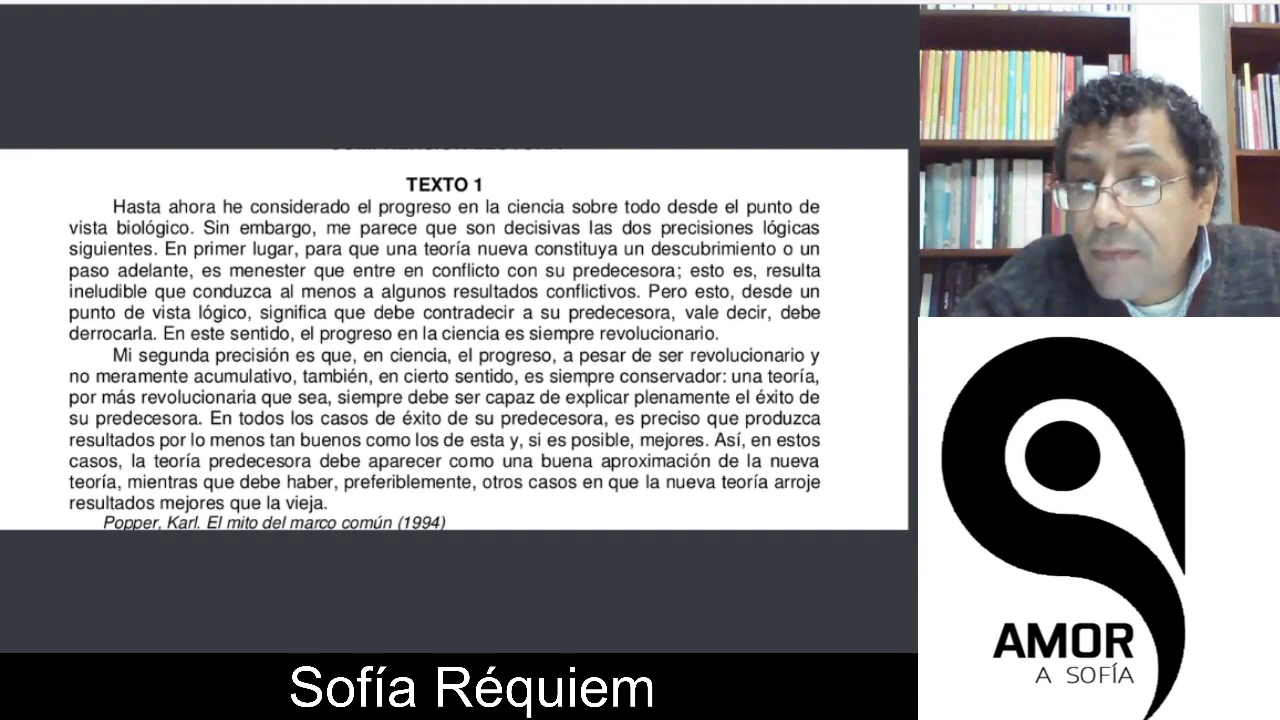 TEXTO 1
Hasta ahora he considerado el progreso en la ciencia sobre todo desde el punto de
vista biológico. Sin embargo, me parece que son decisivas las dos precisiones lógicas
siguientes. En primer lugar, para que una teoría nueva constituya un descubrimiento o un
paso adelante, es menester que entre en conflicto con su predecesora; esto es, resulta
ineludible que conduzca al menos a algunos resultados conflictivos. Pero esto, desde un
punto de vista lógico, significa que debe contradecir a su predecesora, vale decir, debe
derrocarla. En este sentido, el progreso en la ciencia es siempre revolucionario.
Mi segunda precisión es que, en ciencia, el progreso, a pesar de ser revolucionario y
no meramente acumulativo, también, en cierto sentido, es siempre conservador: una teoría,
por más revolucionaria que sea, siempre debe ser capaz de explicar plenamente el éxito de
su predecesora. En todos los casos de éxito de su predecesora, es preciso que produzca
resultados por lo menos tan buenos como los de esta y, si es posible, mejores. Así, en estos
casos, la teoría predecesora debe aparecer como una buena aproximación de la nueva
teoría, mientras que debe haber, preferiblemente, otros casos en que la nueva teoría arroje
resultados mejores que la vieja.
Popper, Karl. El mito del marco común (1994)
AMOR
A SOFÍA
Sofía Réquiem